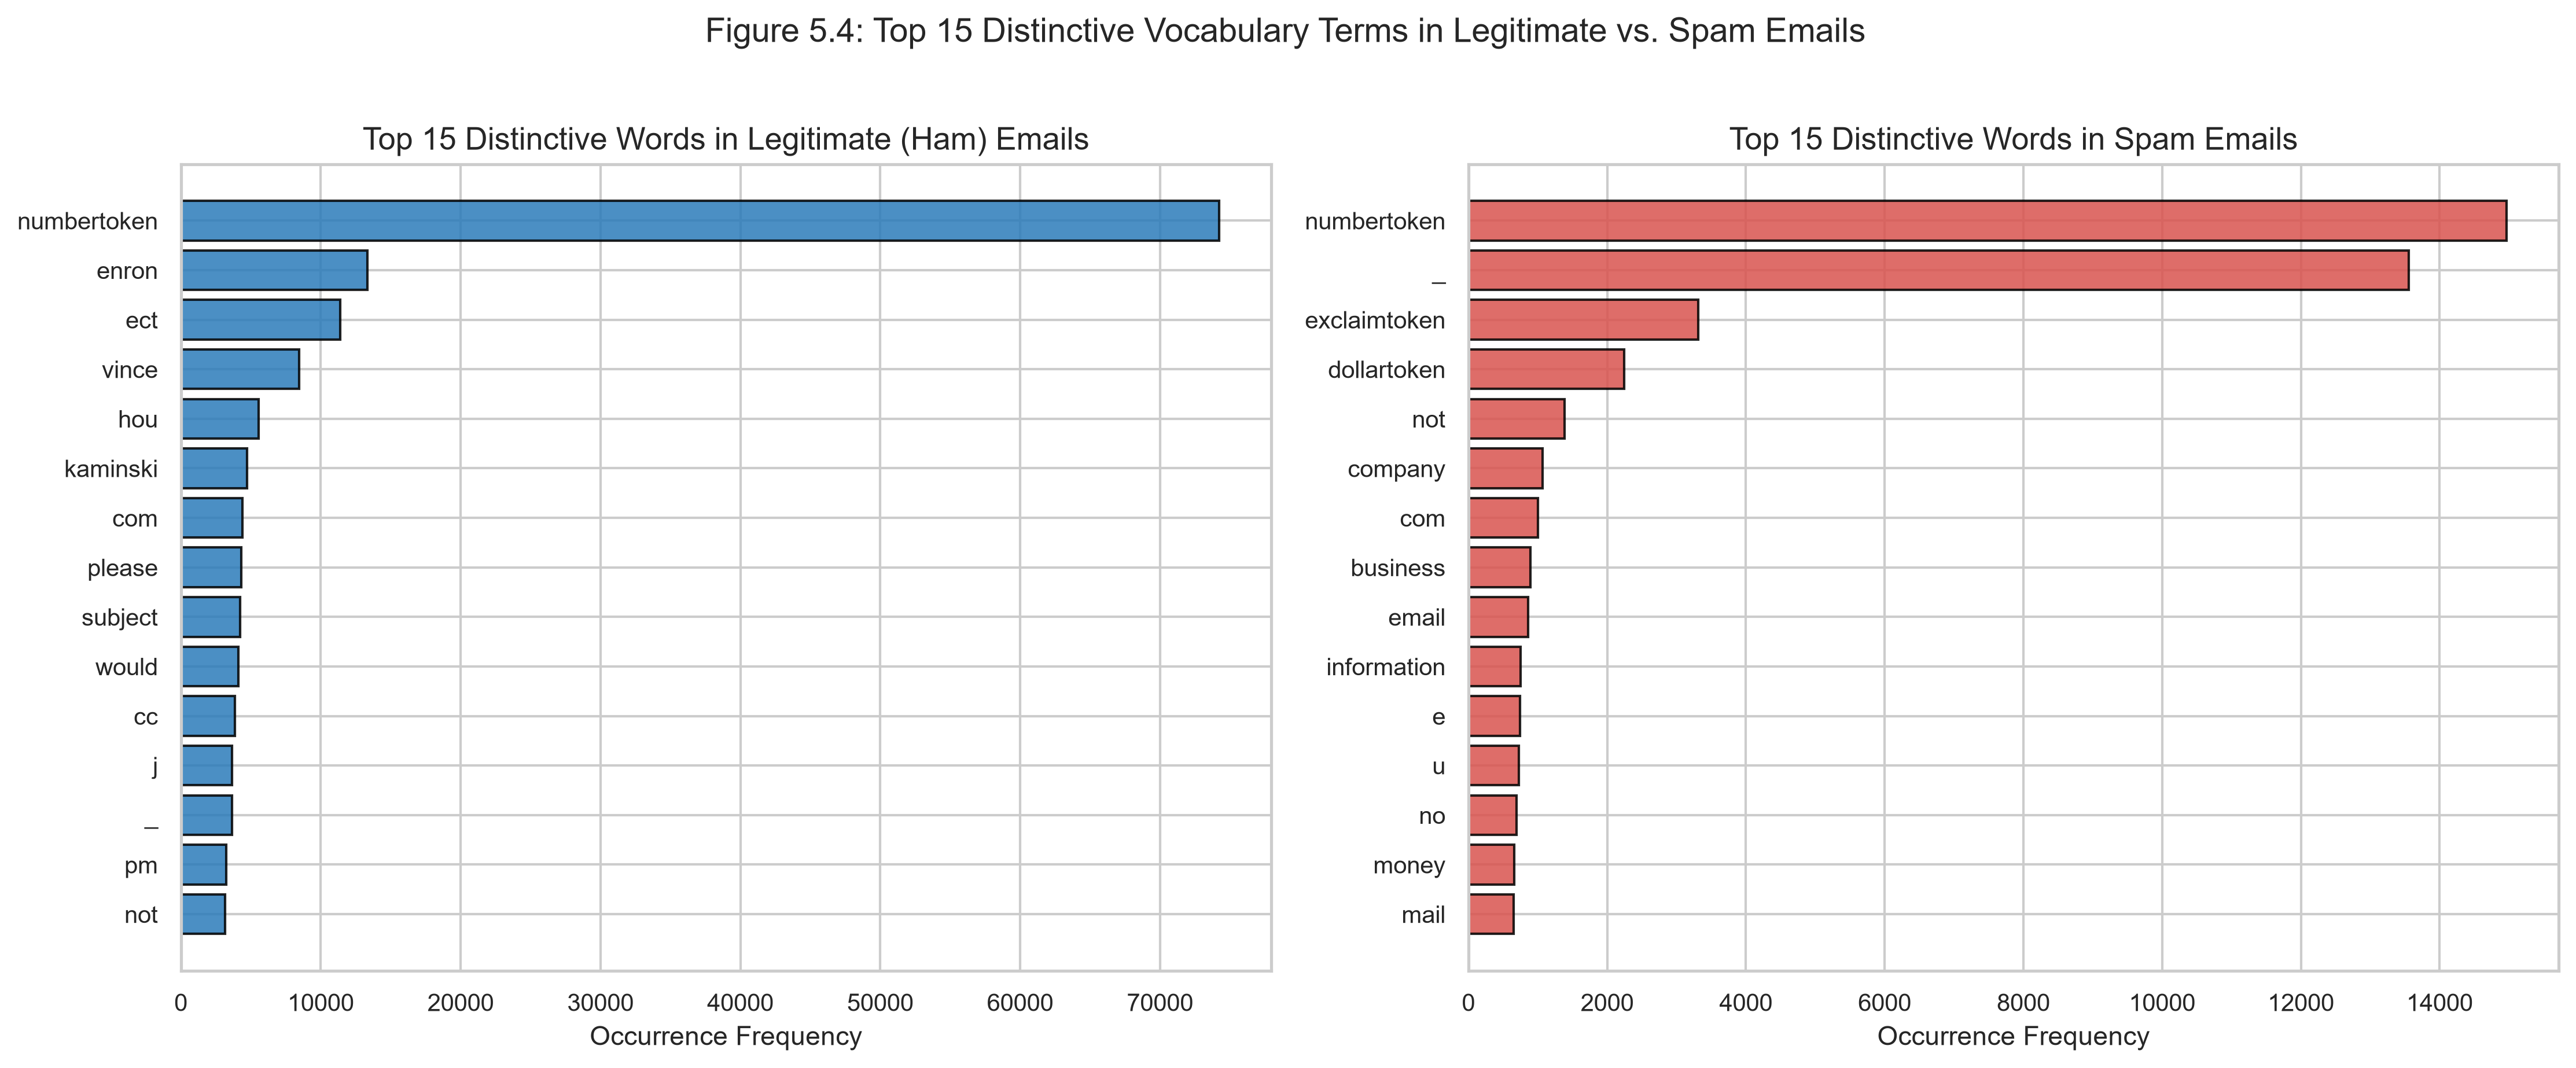 Figure 5.4: Top 15 Distinctive Vocabulary Terms in Legitimate vs. Spam Emails
Top 15 Distinctive Words in Legitimate (Ham) Emails
numbertoken
enron
ect
vince
hou
kaminski
com
please
subject
would
cc
j
_
pm
not
0 10000 20000 30000 40000 50000 60000 70000
Occurrence Frequency
Top 15 Distinctive Words in Spam Emails
numbertoken
_
exclaimtoken
dollartoken
not
company
com
business
email
information
e
u
no
money
mail
0 2000 4000 6000 8000 10000 12000 14000
Occurrence Frequency